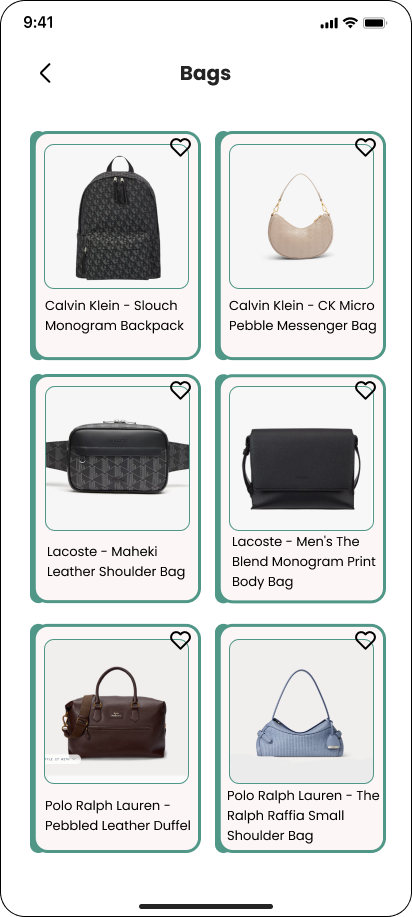 9:41
Bags
Calvin Klein - Slouch
Monogram Backpack
Calvin Klein - CK Micro
Pebble Messenger Bag
Lacoste - Maheki
Leather Shoulder Bag
Lacoste - Men's The
Blend Monogram Print
Body Bag
Polo Ralph Lauren -
Pebbled Leather Duffel
Polo Ralph Lauren - The
Ralph Raffia Small
Shoulder Bag